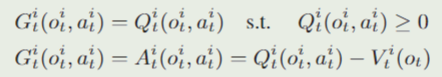 G_t^i(o_t^i, a_t^i) = Q_t^i(o_t^i, a_t^i) s.t. Q_t^i(o_t^i, a_t^i) ≥ 0
G_t^i(o_t^i, a_t^i) = A_t^i(o_t^i, a_t^i) = Q_t^i(o_t^i, a_t^i) − V_t^i(o_t)